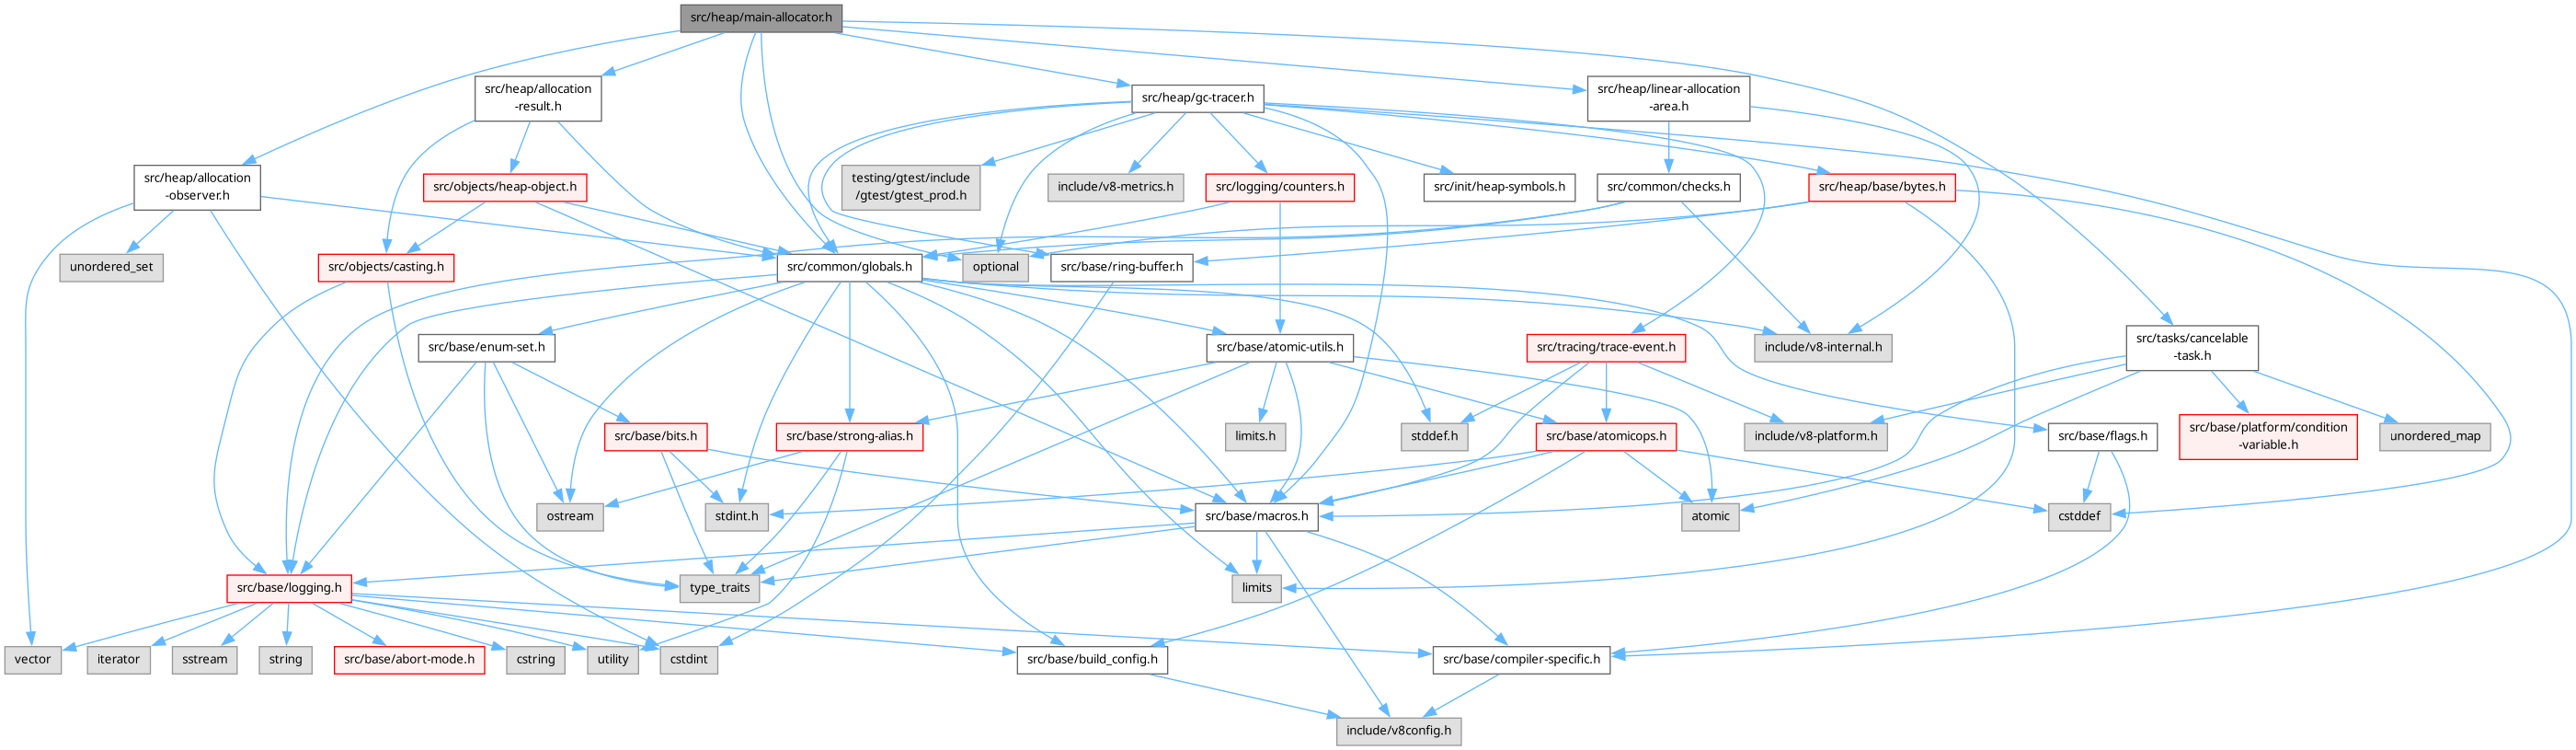 src/heap/main-allocator.h
src/heap/allocation
-result.h
src/heap/gc-tracer.h
src/heap/linear-allocation
-area.h
src/heap/allocation
-observer.h
src/objects/heap-object.h
testing/gtest/include
/gtest/gtest_prod.h
include/v8-metrics.h
src/logging/counters.h
src/init/heap-symbols.h
src/common/checks.h
src/heap/base/bytes.h
unordered_set
src/objects/casting.h
src/common/globals.h
optional
src/base/ring-buffer.h
src/base/enum-set.h
src/base/atomic-utils.h
src/tracing/trace-event.h
include/v8-internal.h
src/tasks/cancelable
-task.h
src/base/bits.h
src/base/strong-alias.h
limits.h
stddef.h
src/base/atomicops.h
include/v8-platform.h
src/base/flags.h
src/base/platform/condition
-variable.h
unordered_map
ostream
stdint.h
src/base/macros.h
atomic
cstddef
src/base/logging.h
type_traits
limits
vector
iterator
sstream
string
src/base/abort-mode.h
cstring
utility
cstdint
src/base/build_config.h
src/base/compiler-specific.h
include/v8config.h